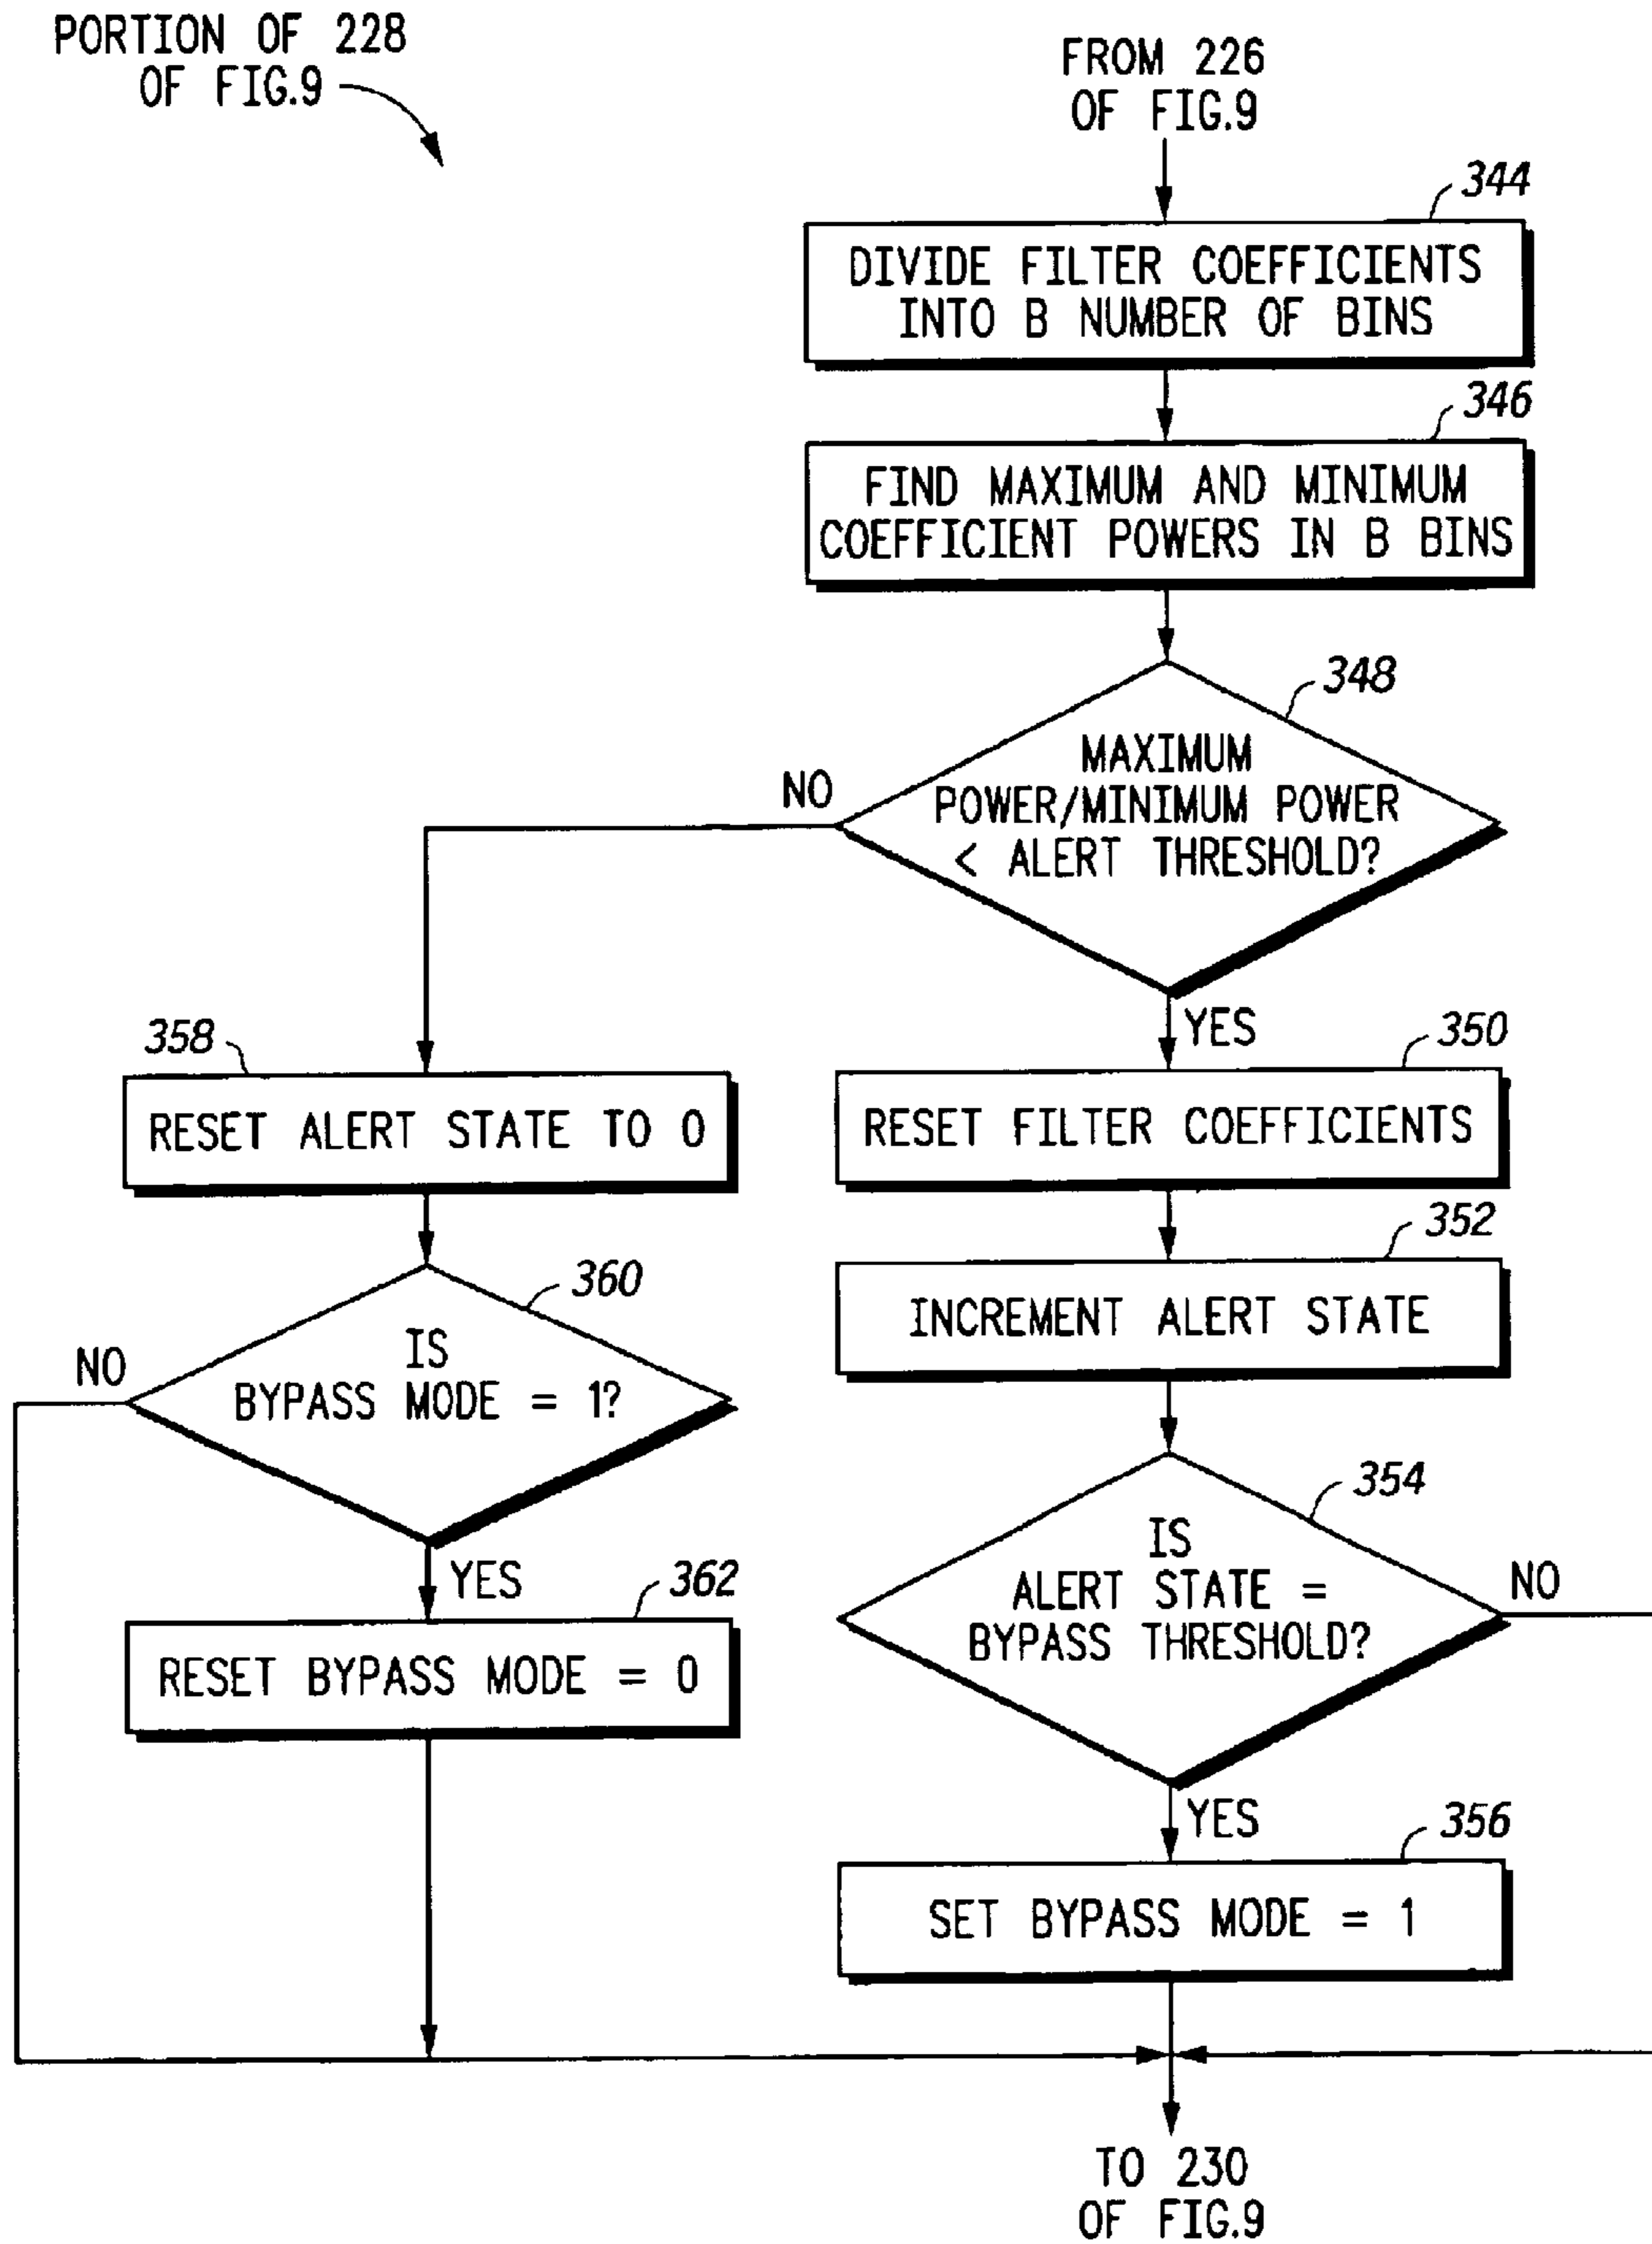 PORTION OF 228
OF FIG.9
FROM 226
OF FIG.9
344
DIVIDE FILTER COEFFICIENTS
INTO B NUMBER OF BINS
346
FIND MAXIMUM AND MINIMUM
COEFFICIENT POWERS IN B BINS
348
MAXIMUM
POWER/MINIMUM POWER
< ALERT THRESHOLD?
NO
YES
358
RESET ALERT STATE TO 0
350
RESET FILTER COEFFICIENTS
352
INCREMENT ALERT STATE
360
IS
BYPASS MODE = 1?
NO
YES
354
IS
ALERT STATE =
BYPASS THRESHOLD?
NO
YES
362
RESET BYPASS MODE = 0
356
SET BYPASS MODE = 1
TO 230
OF FIG.9